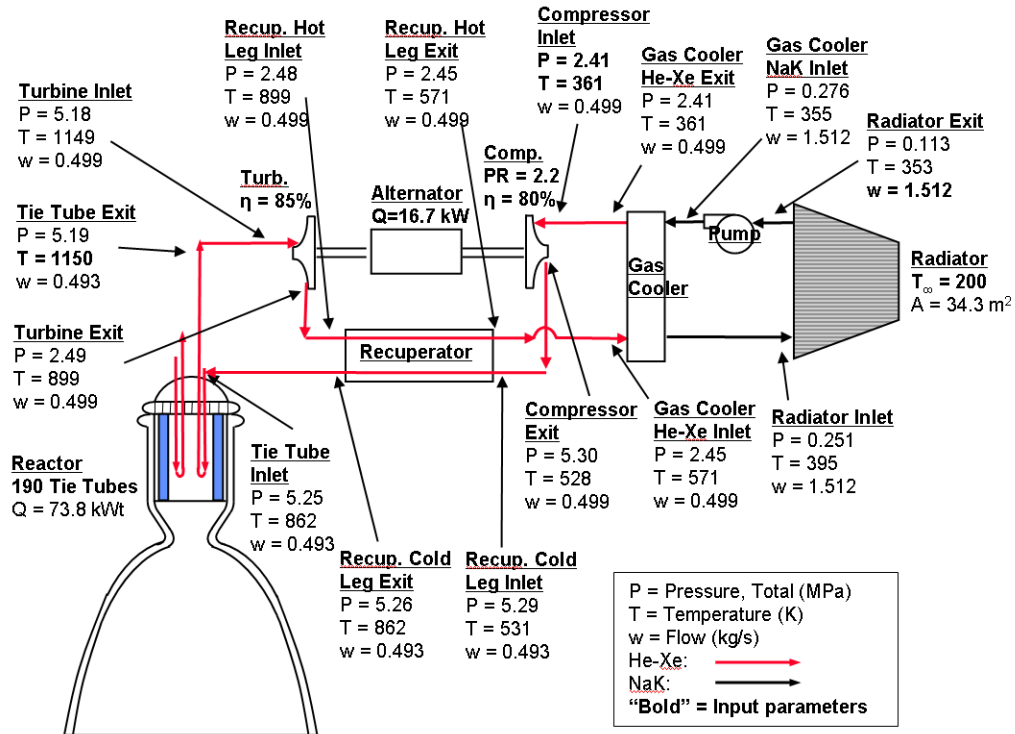 Recup. Hot
Leg Inlet
P = 2.48
T = 899
w = 0.499
Recup. Hot
Leg Exit
P = 2.45
T = 571
w = 0.499
Compressor
Inlet
P = 2.41
T = 361
w = 0.499
Gas Cooler
He-Xe Exit
P = 2.41
T = 361
w = 0.499
Gas Cooler
NaK Inlet
P = 0.276
T = 355
w = 1.512
Radiator Exit
P = 0.113
T = 353
w = 1.512
Turbine Inlet
P = 5.18
T = 1149
w = 0.499
Turb.
η = 85%
Alternator
Q=16.7 kW
Comp.
PR = 2.2
η = 80%
Tie Tube Exit
P = 5.19
T = 1150
w = 0.493
Pump
Gas
Cooler
Radiator
T∞ = 200
A = 34.3 m²
Turbine Exit
P = 2.49
T = 899
w = 0.499
Recuperator
Reactor
190 Tie Tubes
Q = 73.8 kWt
Tie Tube
Inlet
P = 5.25
T = 862
w = 0.493
Compressor
Exit
P = 5.30
T = 528
w = 0.499
Gas Cooler
He-Xe Inlet
P = 2.45
T = 571
w = 0.499
Radiator Inlet
P = 0.251
T = 395
w = 1.512
Recup. Cold
Leg Exit
P = 5.26
T = 862
w = 0.493
Recup. Cold
Leg Inlet
P = 5.29
T = 531
w = 0.493
P = Pressure, Total (MPa)
T = Temperature (K)
w = Flow (kg/s)
He-Xe:
NaK:
“Bold” = Input parameters